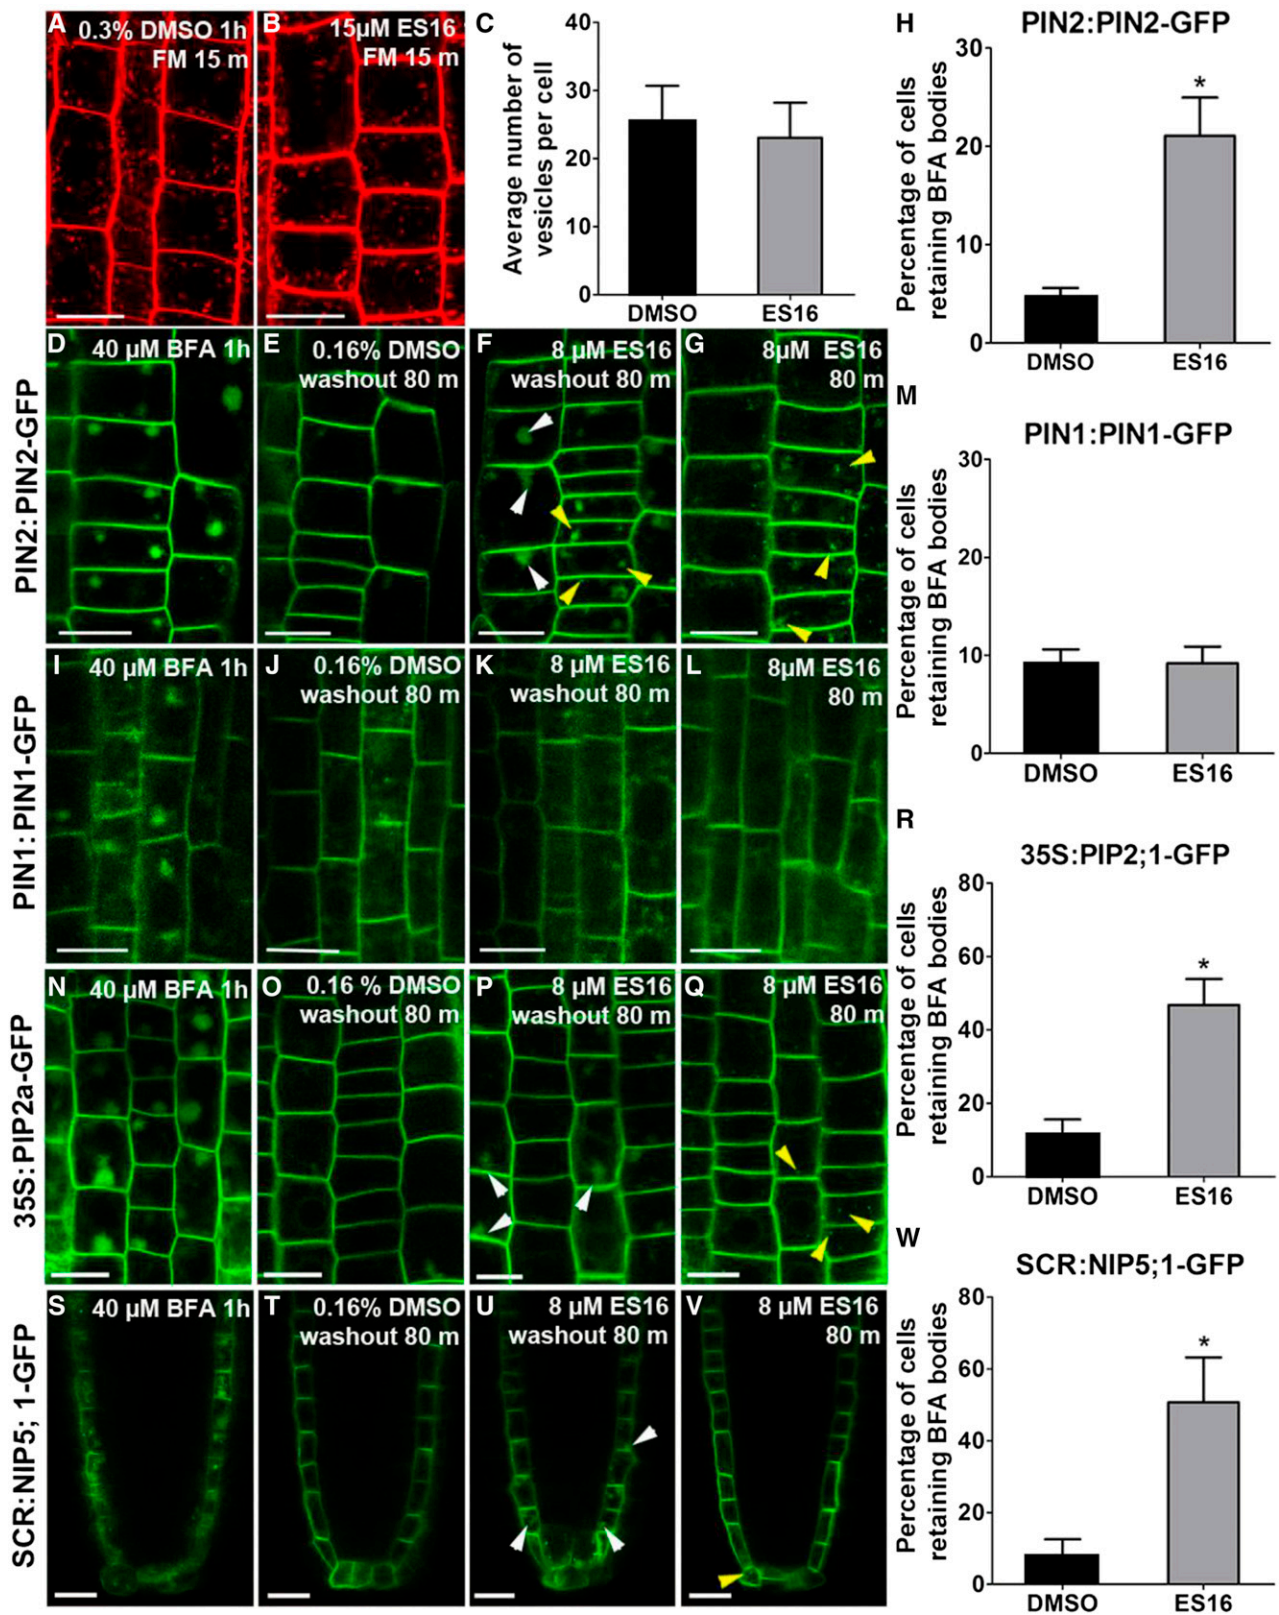 A
0.3% DMSO 1h
FM 15 m
B
15µM ES16
FM 15 m
C
Average number of
vesicles per cell
40
30
20
10
0
DMSO
ES16
H
PIN2:PIN2-GFP
Percentage of cells
retaining BFA bodies
30
20
10
0
*
DMSO
ES16
PIN2:PIN2-GFP
D
40 µM BFA 1h
E
0.16% DMSO
washout 80 m
F
8 µM ES16
washout 80 m
G
8µM ES16
80 m
M
PIN1:PIN1-GFP
Percentage of cells
retaining BFA bodies
30
20
10
0
DMSO
ES16
PIN1:PIN1-GFP
I
40 µM BFA 1h
J
0.16% DMSO
washout 80 m
K
8 µM ES16
washout 80 m
L
8µM ES16
80 m
R
35S:PIP2;1-GFP
Percentage of cells
retaining BFA bodies
80
60
40
20
0
*
DMSO
ES16
35S:PIP2a-GFP
N
40 µM BFA 1h
O
0.16 % DMSO
washout 80 m
P
8 µM ES16
washout 80 m
Q
8 µM ES16
80 m
W
SCR:NIP5;1-GFP
Percentage of cells
retaining BFA bodies
80
60
40
20
0
*
DMSO
ES16
SCR:NIP5; 1-GFP
S
40 µM BFA 1h
T
0.16% DMSO
washout 80 m
U
8 µM ES16
washout 80 m
V
8 µM ES16
80 m